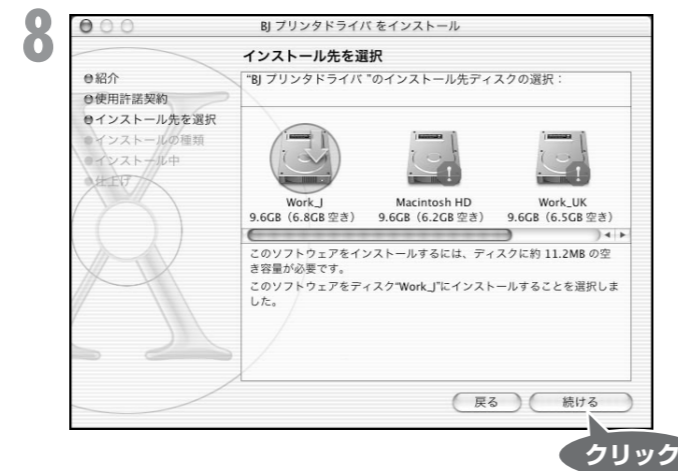 8
BJ プリンタドライバ をインストール
インストール先を選択
紹介
使用許諾契約
インストール先を選択
インストールの種類
インストール中
仕上げ
“BJ プリンタドライバ ”のインストール先ディスクの選択：
Work_J
9.6GB（6.8GB 空き）
Macintosh HD
9.6GB（6.2GB 空き）
Work_UK
9.6GB（6.5GB 空き）
このソフトウェアをインストールするには、ディスクに約 11.2MB の空
き容量が必要です。
このソフトウェアをディスク“Work_J”にインストールすることを選択しま
した。
戻る
続ける
クリック